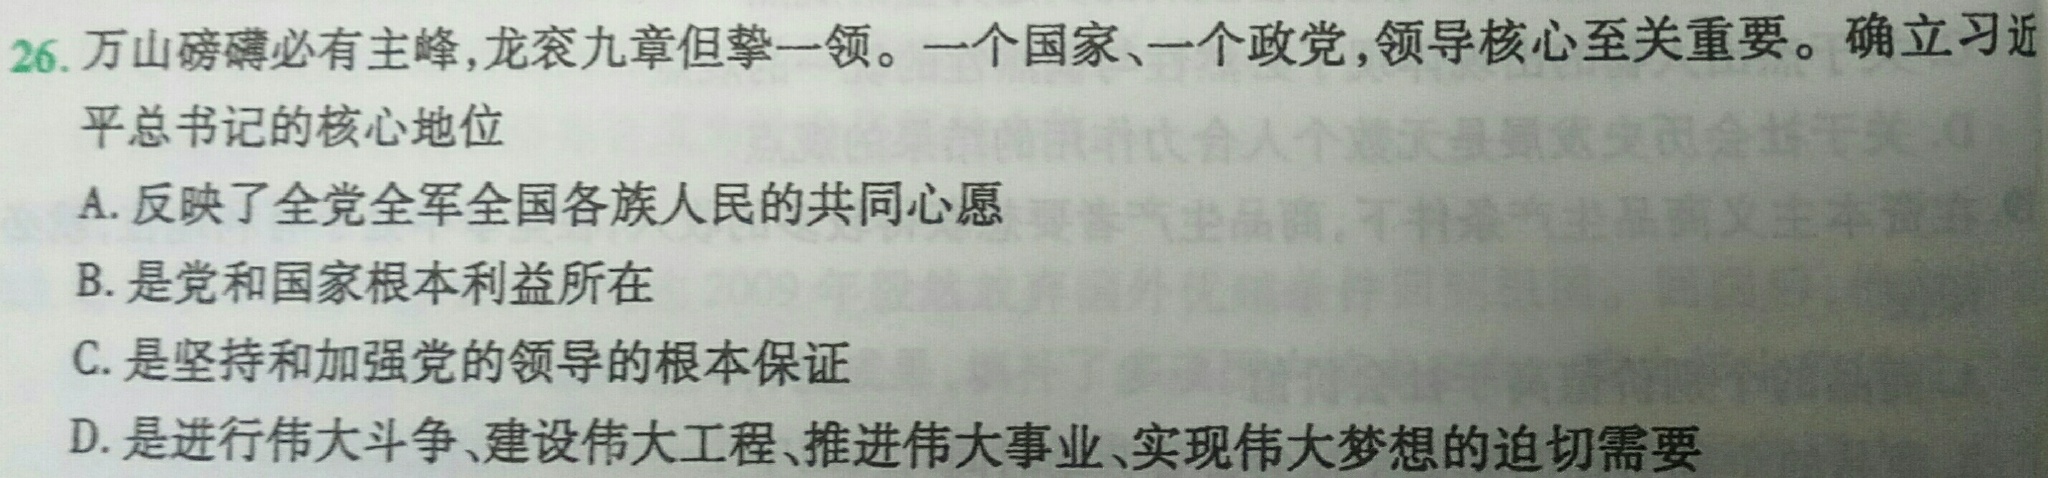 26. 万山磅礴必有主峰,龙衮九章但挚一领。一个国家、一个政党,领导核心至关重要。确立习近
平总书记的核心地位
A. 反映了全党全军全国各族人民的共同心愿
B. 是党和国家根本利益所在
C. 是坚持和加强党的领导的根本保证
D. 是进行伟大斗争、建设伟大工程、推进伟大事业、实现伟大梦想的迫切需要